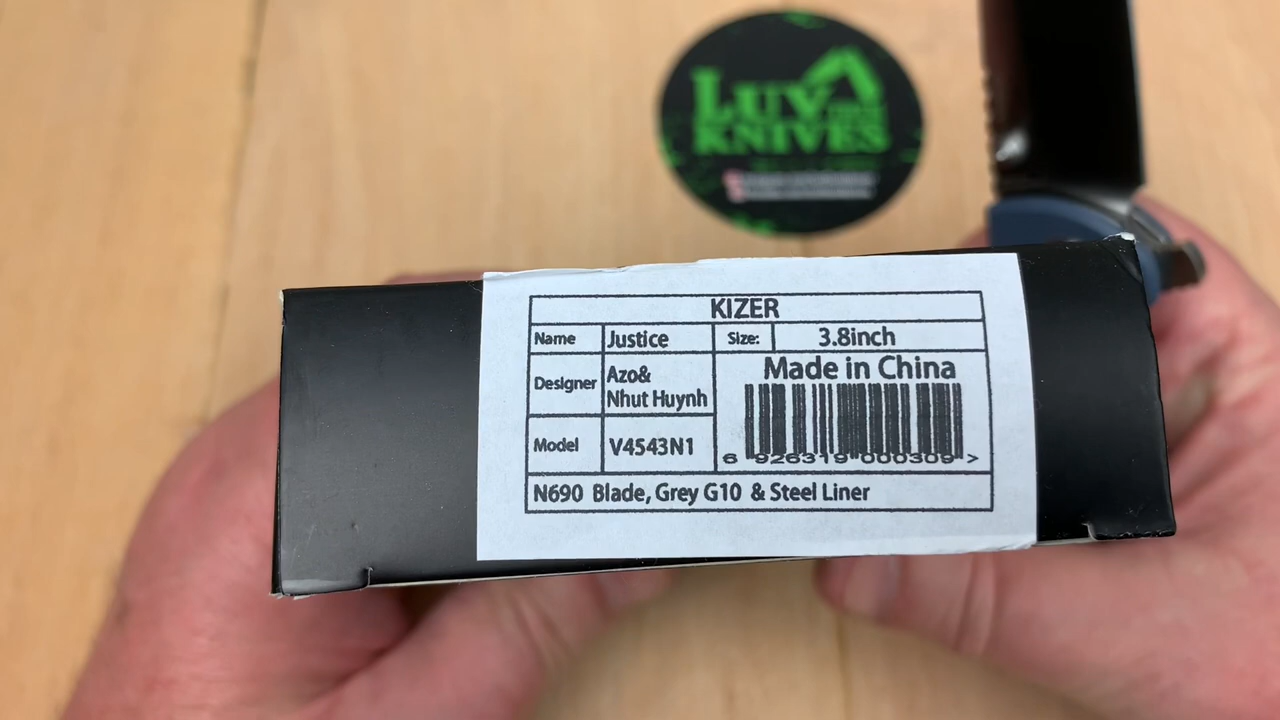 LUV
KNIVES
KIZER
Name Justice Size: 3.8inch
Designer Azo&
Nhut Huynh
Made in China
Model V4543N1
6 926319 000309 >
N690 Blade, Grey G10 & Steel Liner